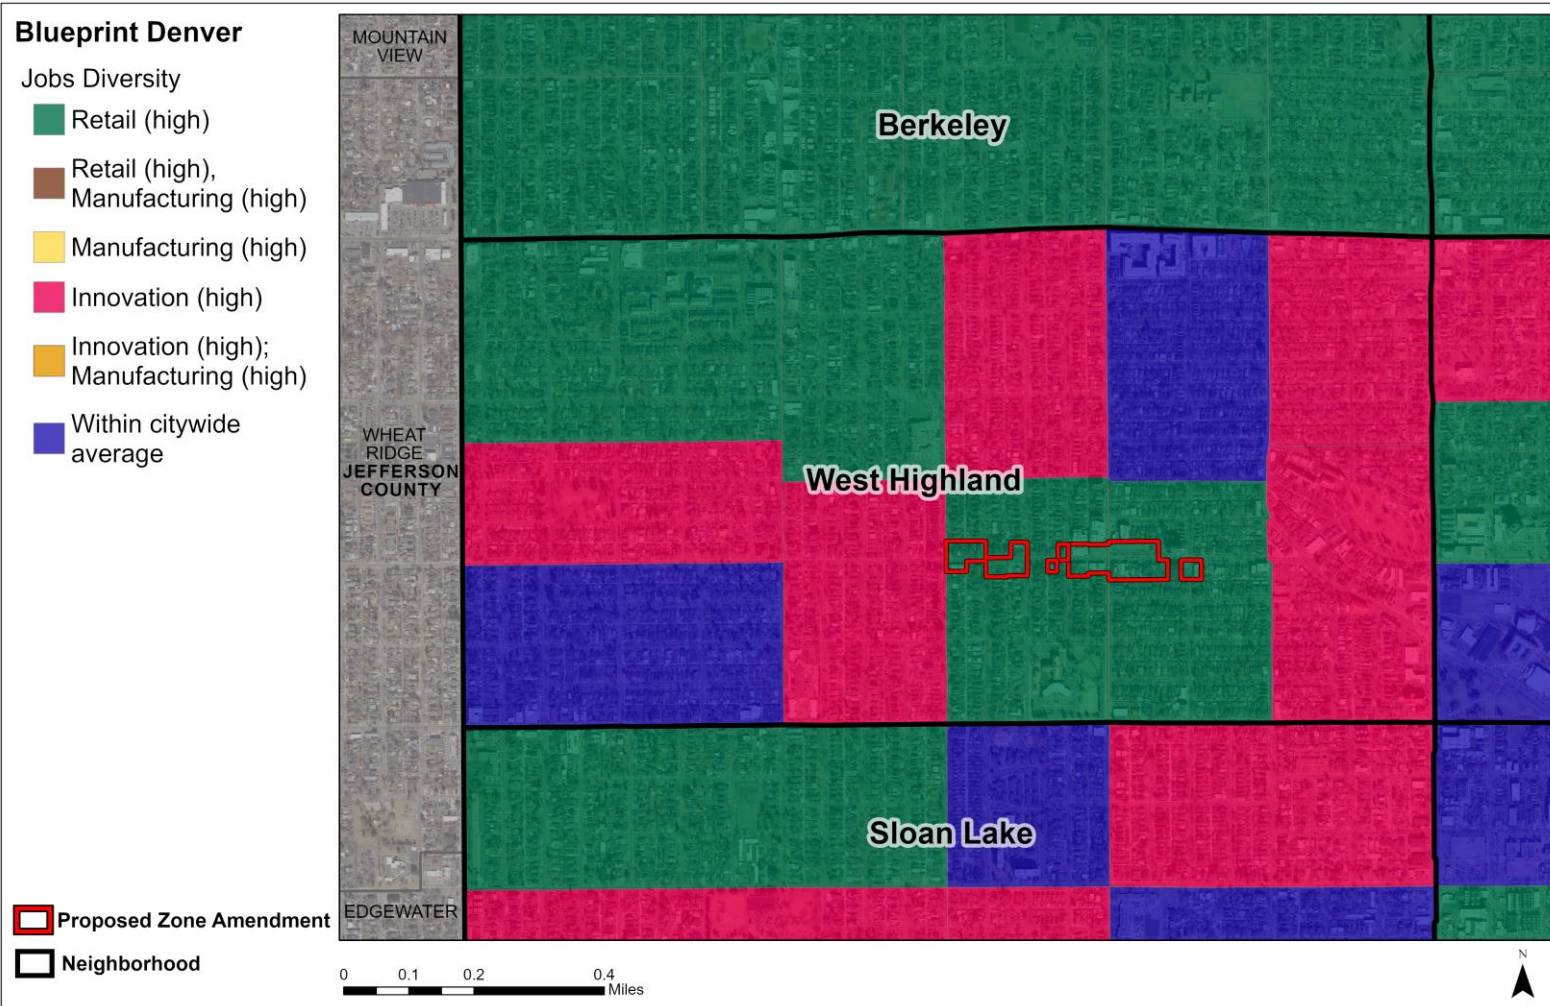 Blueprint Denver
Jobs Diversity
Retail (high)
Retail (high),
Manufacturing (high)
Manufacturing (high)
Innovation (high)
Innovation (high);
Manufacturing (high)
Within citywide
average
Proposed Zone Amendment
Neighborhood
MOUNTAIN
VIEW
Berkeley
WHEAT
RIDGE
JEFFERSON
COUNTY
West Highland
Sloan Lake
EDGEWATER
0 0.1 0.2 0.4
Miles
N